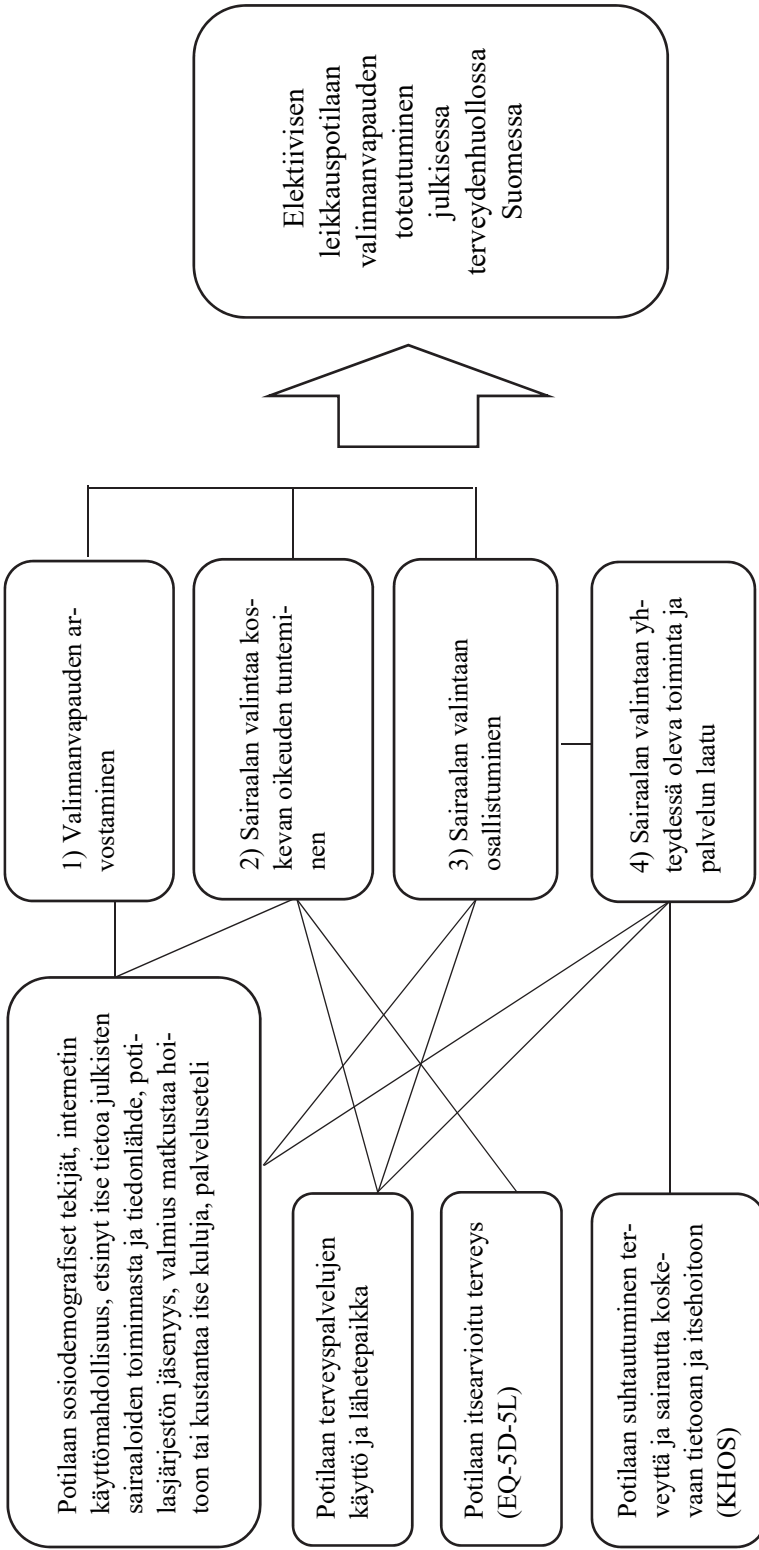 Potilaan sosiodemografiset tekijät, internetin
käyttömahdollisuus, etsinyt itse tietoa julkisten
sairaaloiden toiminnasta ja tiedonlähde, poti-
lasjärjestön jäsenyys, valmius matkustaa hoi-
toon tai kustantaa itse kuluja, palveluseteli
Potilaan terveyspalvelujen
käyttö ja lähetepaikka
Potilaan itsearvioitu terveys
(EQ-5D-5L)
Potilaan suhtautuminen ter-
veyttä ja sairautta koske-
vaan tietooan ja itsehoitoon
(KHOS)
1) Valinnanvapauden ar-
vostaminen
2) Sairaalan valintaa kos-
kevan oikeuden tuntemi-
nen
3) Sairaalan valintaan
osallistuminen
4) Sairaalan valintaan yh-
teydessä oleva toiminta ja
palvelun laatu
Elektiivisen
leikkauspotilaan
valinnanvapauden
toteutuminen
julkisessa
terveydenhuollossa
Suomessa